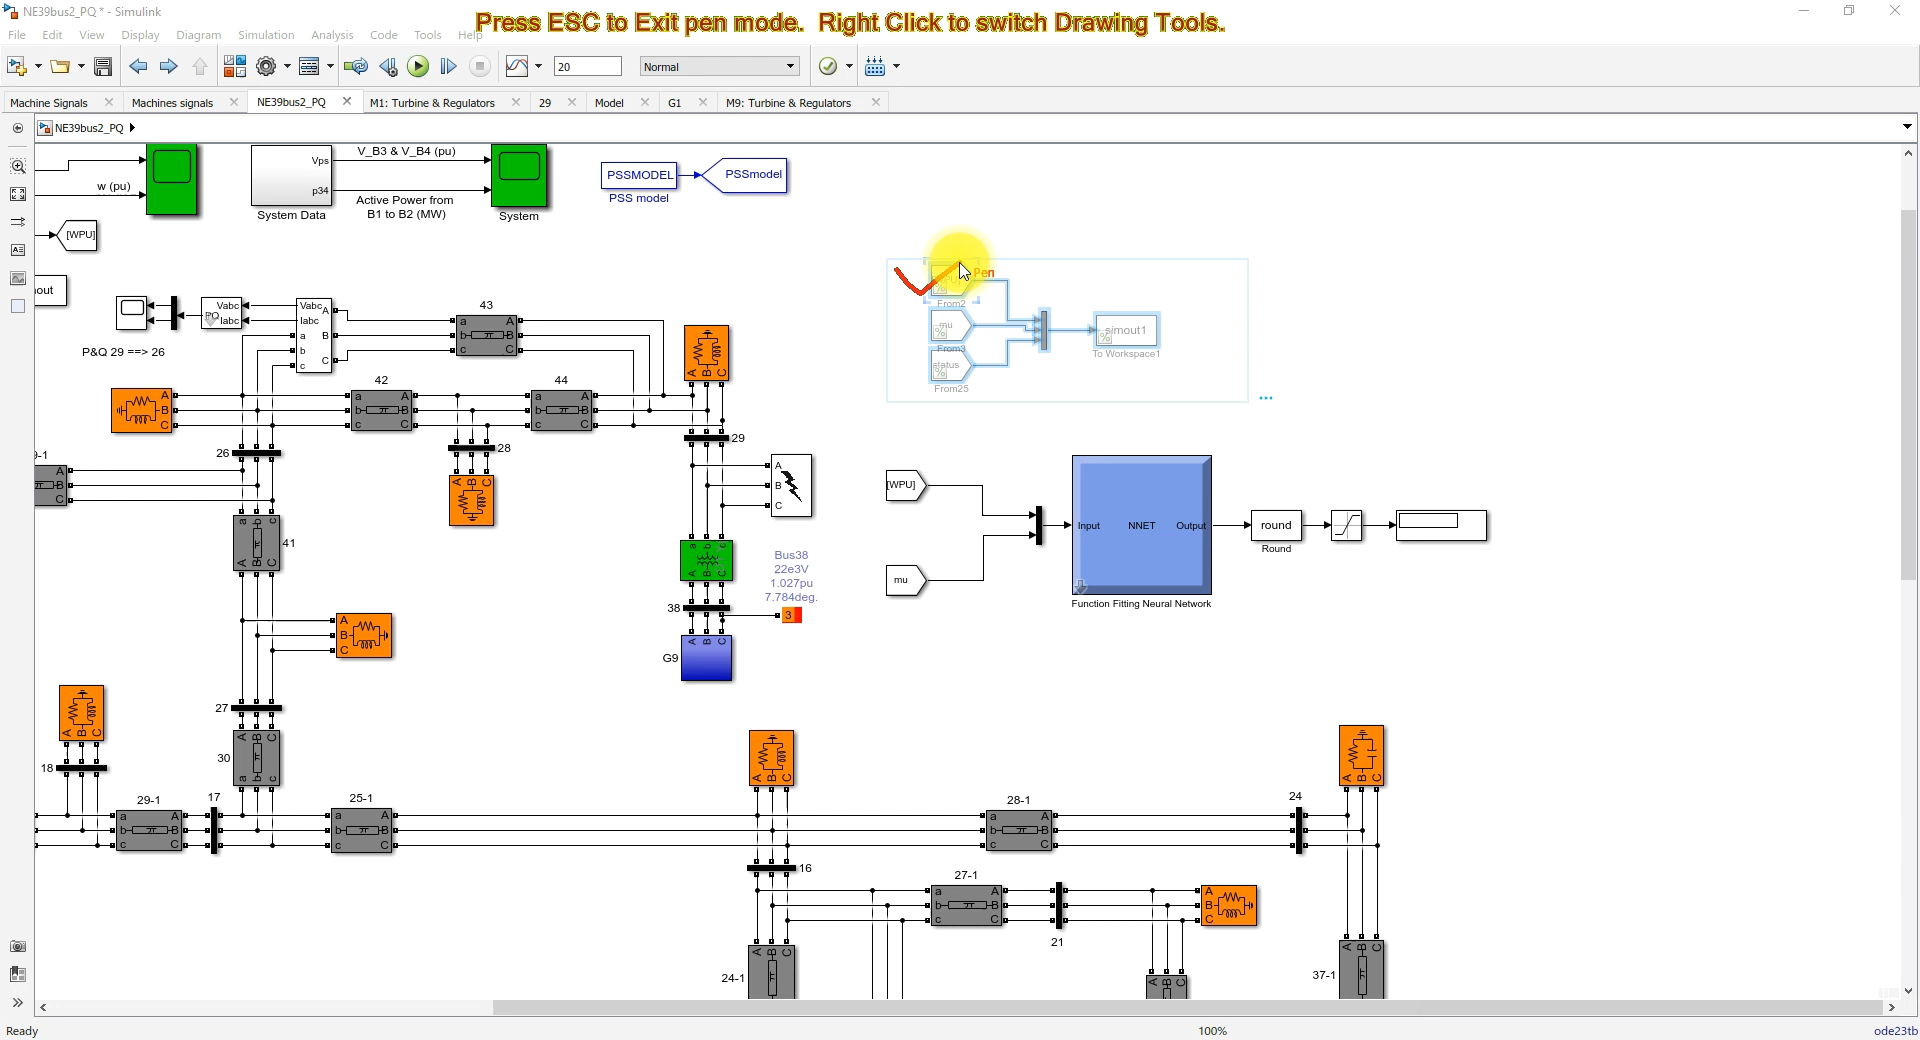 NE39bus2_PQ * - Simulink
Press ESC to Exit pen mode.  Right Click to switch Drawing Tools.
File Edit View Display Diagram Simulation Analysis Code Tools Help
20 Normal
Machine Signals Machines signals NE39bus2_PQ M1: Turbine & Regulators 29 Model G1 M9: Turbine & Regulators
NE39bus2_PQ
w (pu)
Vps
p34
System Data
V_B3 & V_B4 (pu)
Active Power from
B1 to B2 (MW)
System
PSSMODEL PSSmodel
PSS model
[WPU]
Pen
From2
mu
From3
status
From25
simout1
To Workspace1
out
Vabc
Iabc
PQ
Vabc
Iabc
a
b
c
A
B
C
P&Q 29 ==> 26
43
a A
b B
c C
A B C
A
B
C
42
a A
b B
c C
44
a A
b B
c C
26
28
29
A B C
A
B
C
9-1
A
B
C
a b c
A B C
41
a b c
A B C
Bus38
22e3V
1.027pu
7.784deg.
38
3
A B C
G9
[WPU]
mu
Input NNET Output
Function Fitting Neural Network
round
Round
A
B
C
27
A B C
a b c
30
A B C
18
29-1
a A
b B
c C
17
25-1
a A
b B
c C
A B C
16
28-1
a A
b B
c C
24
A B C
27-1
a A
b B
c C
21
A
B
C
A B C
24-1
A B C
A B C
37-1
Ready 100% ode23tb